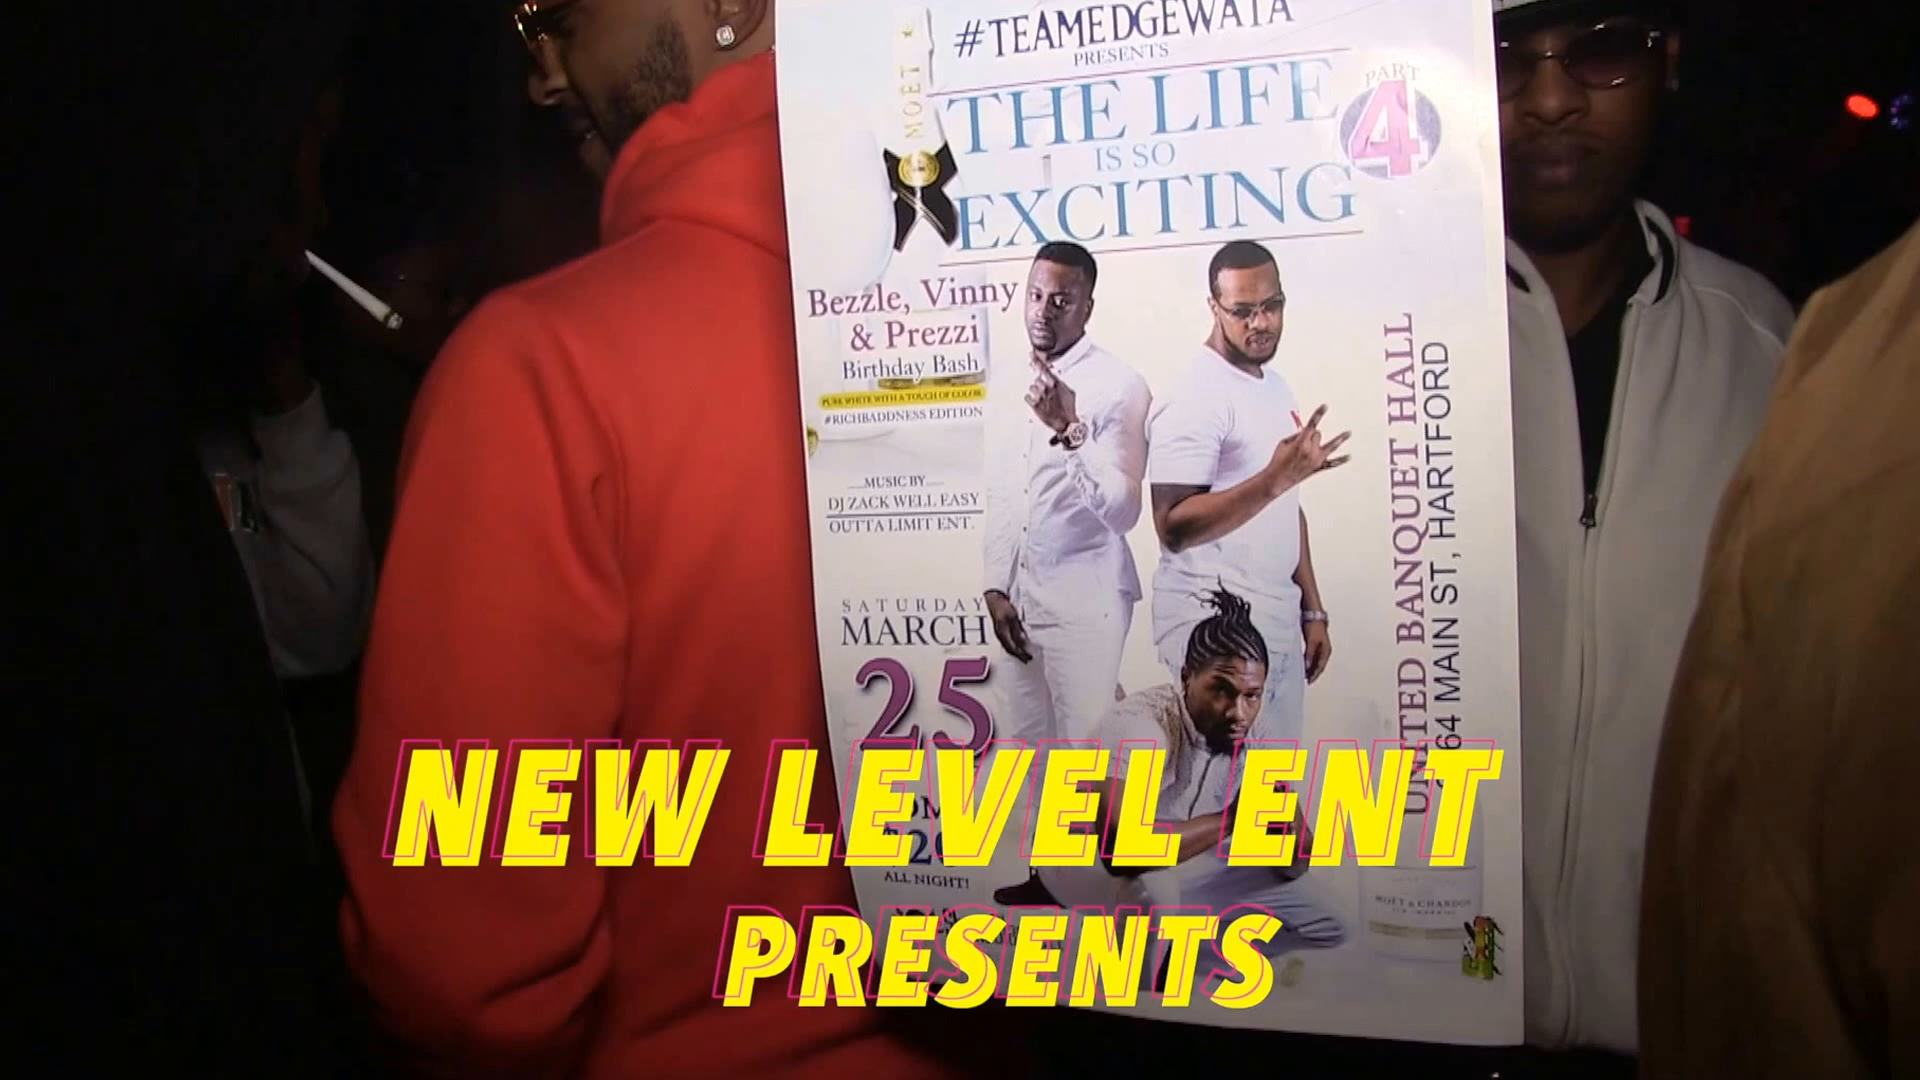 #TEAMEDGEWATA
PRESENTS
THE LIFE
IS SO
EXCITING
PART
4
MOET
Bezzle, Vinny
& Prezzi
Birthday Bash
PURE WHITE WITH A TOUCH OF COLOR
#RICHBADDNESS EDITION
MUSIC BY
DJ ZACK WELL EASY
OUTTA LIMIT ENT.
SATURDAY
MARCH
25
ALL NIGHT!
UNITED BANQUET HALL
64 MAIN ST, HARTFORD
MOËT & CHANDON
NEW LEVEL ENT
PRESENTS